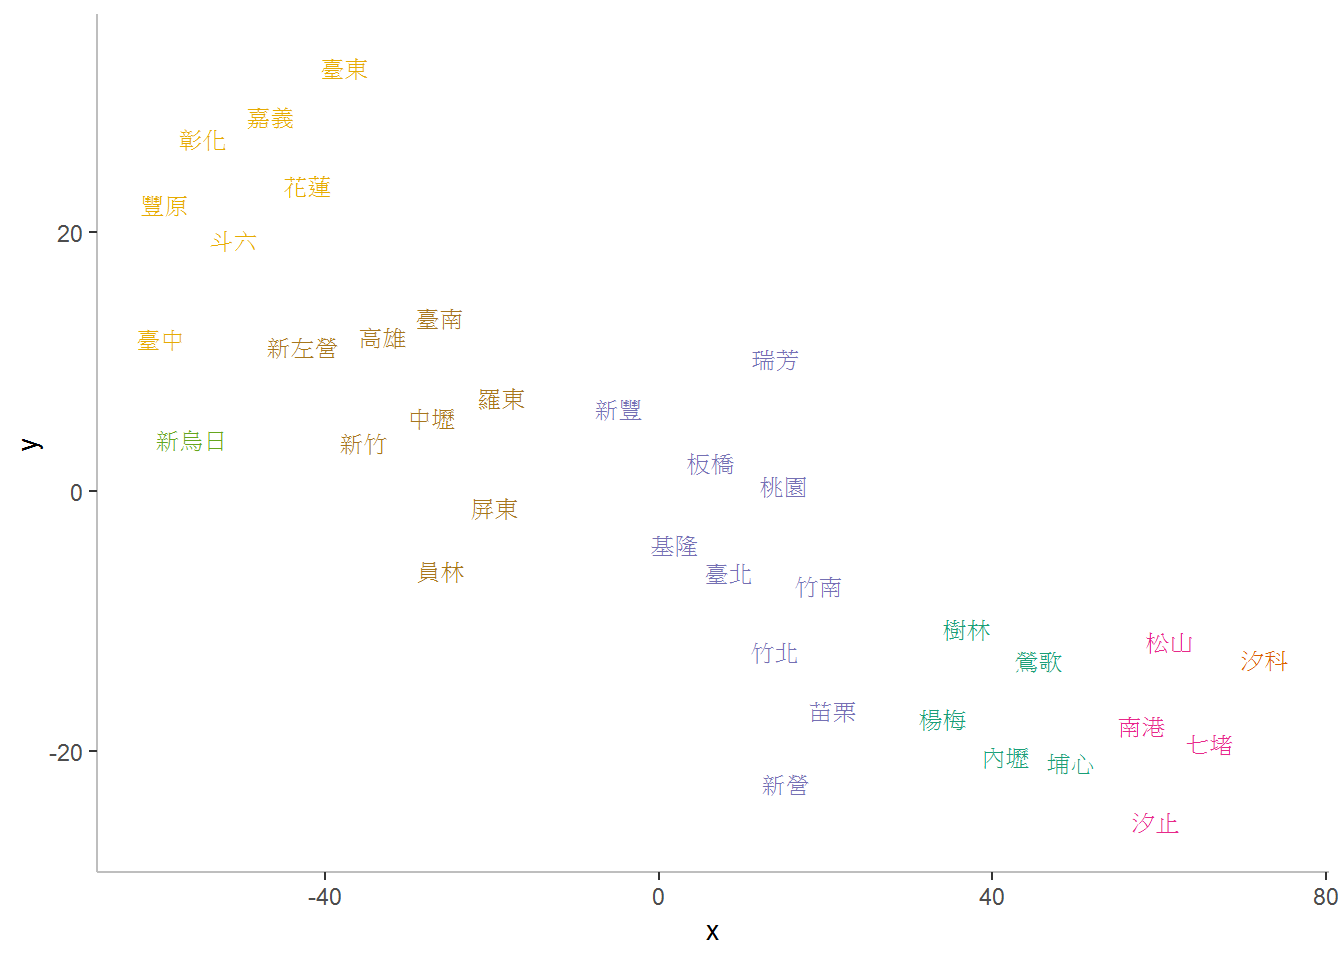 臺東
嘉義
彰化
花蓮
豐原
20
斗六
臺南
高雄
臺中
新左營
瑞芳
羅東
新豐
中壢
新烏日
新竹
y
板橋
桃園
0
屏東
基隆
員林
臺北
竹南
樹林
松山
竹北
鶯歌
汐科
苗栗
楊梅
南港
七堵
-20
內壢
埔心
新營
汐止
-40
0
40
80
x